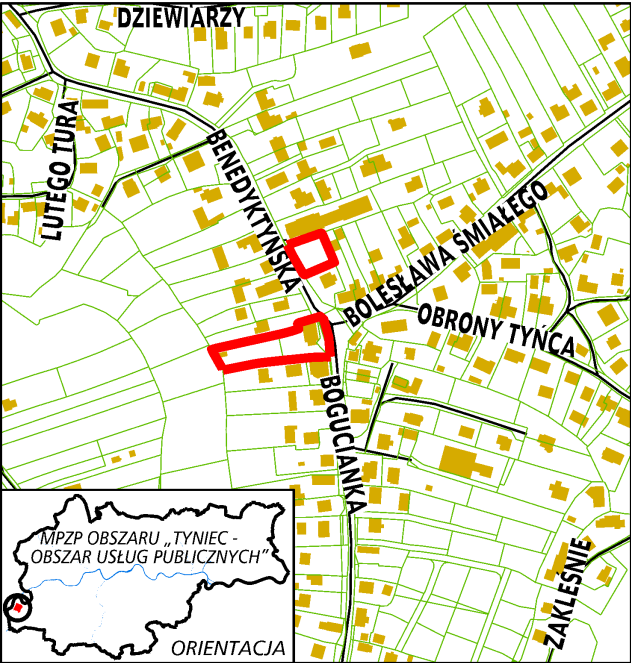 DZIEWIARZY
LUTEGO TURA
BENEDYKTYŃSKA
BOLESŁAWA ŚMIAŁEGO
OBRONY TYŃCA
BOGUCIANKA
ZAKLEŚNIE
MPZP OBSZARU „TYNIEC -
OBSZAR USŁUG PUBLICZNYCH”
ORIENTACJA